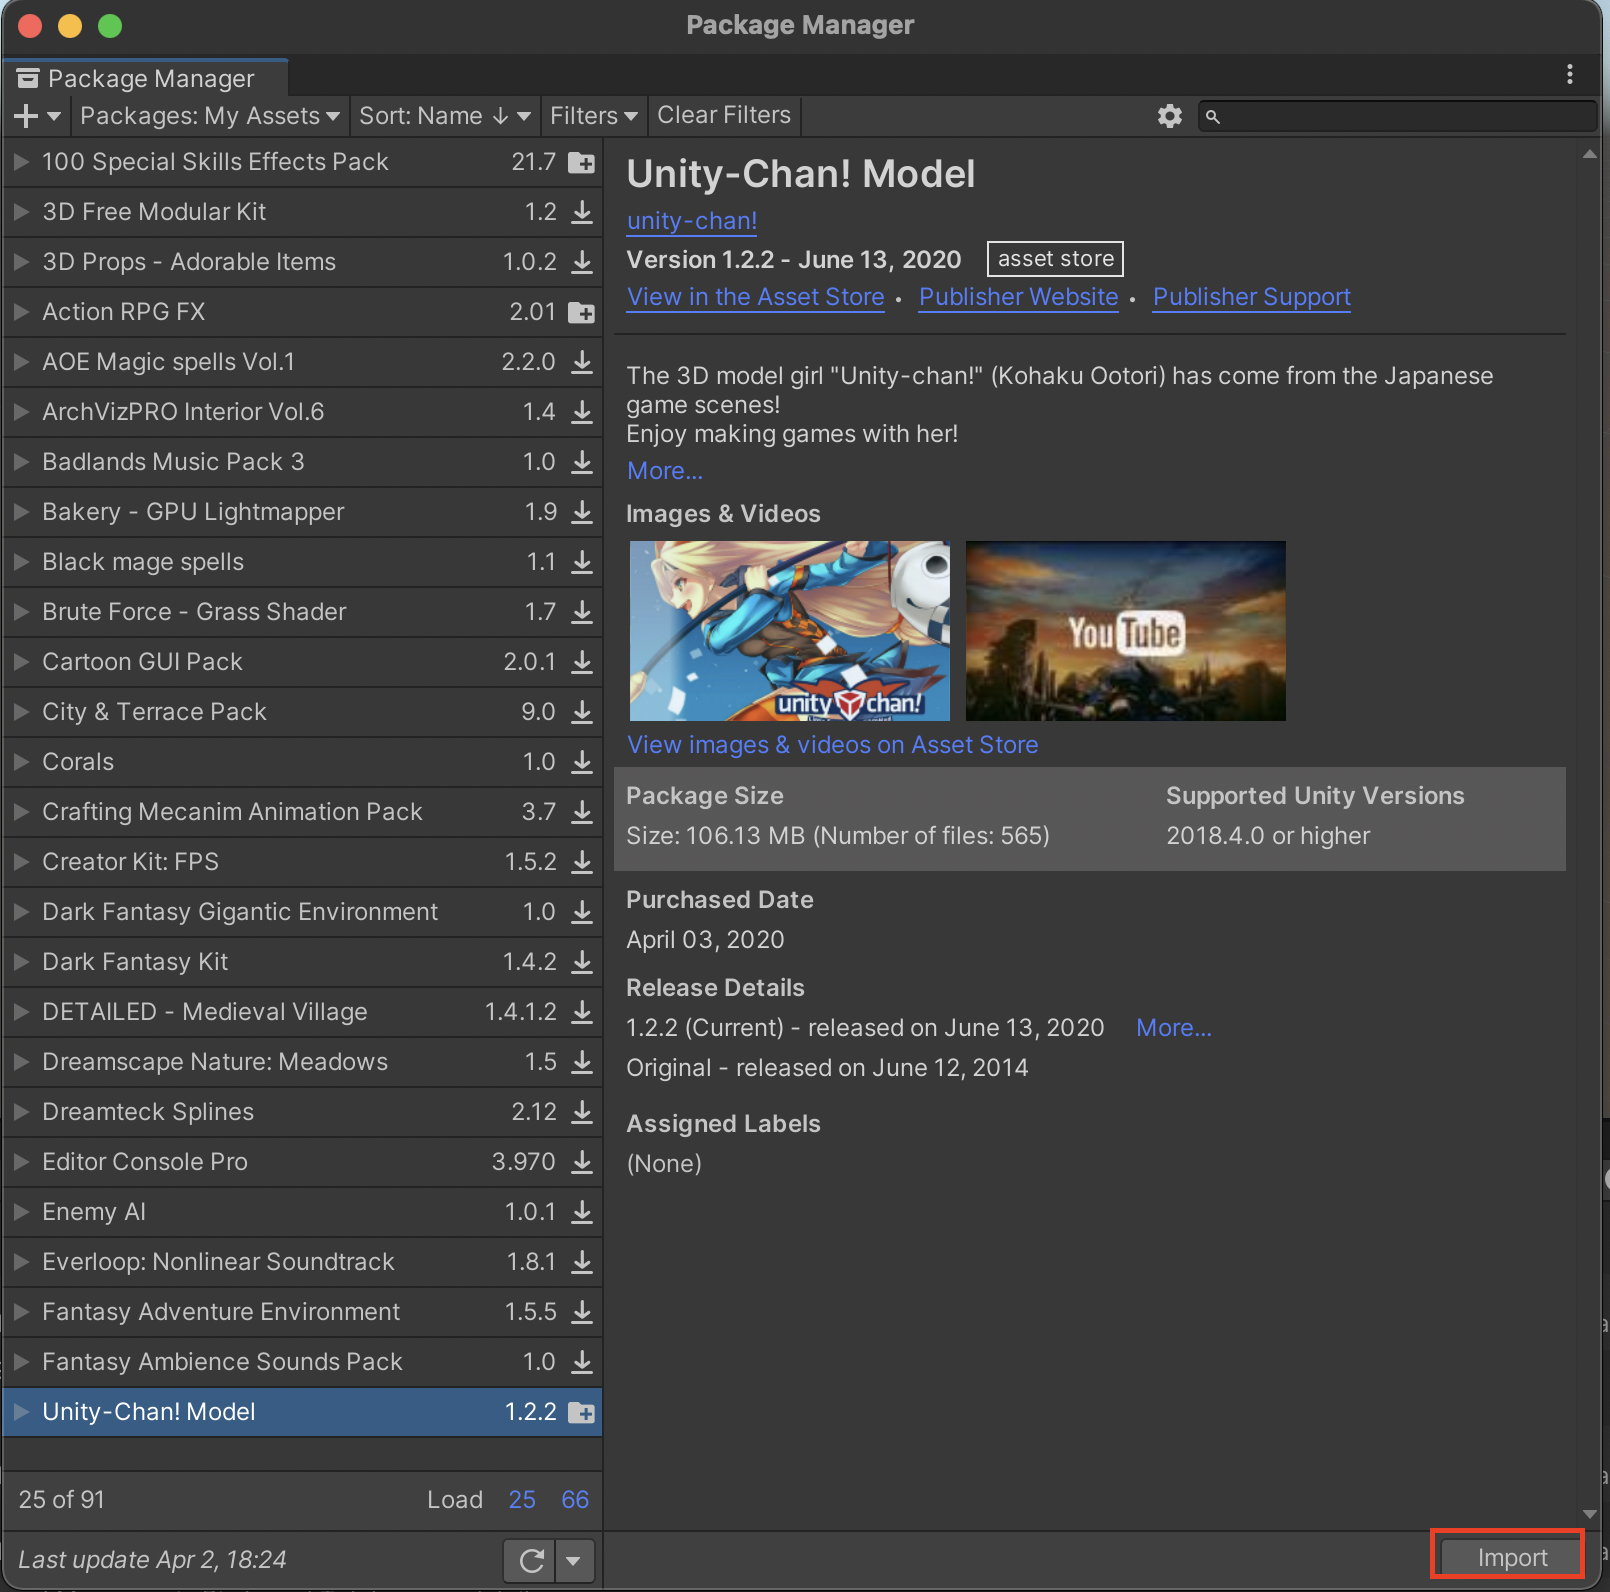 Package Manager
Package Manager
Packages: My Assets
Sort: Name ↓
Filters
Clear Filters
100 Special Skills Effects Pack 21.7
3D Free Modular Kit 1.2
3D Props - Adorable Items 1.0.2
Action RPG FX 2.01
AOE Magic spells Vol.1 2.2.0
ArchVizPRO Interior Vol.6 1.4
Badlands Music Pack 3 1.0
Bakery - GPU Lightmapper 1.9
Black mage spells 1.1
Brute Force - Grass Shader 1.7
Cartoon GUI Pack 2.0.1
City & Terrace Pack 9.0
Corals 1.0
Crafting Mecanim Animation Pack 3.7
Creator Kit: FPS 1.5.2
Dark Fantasy Gigantic Environment 1.0
Dark Fantasy Kit 1.4.2
DETAILED - Medieval Village 1.4.1.2
Dreamscape Nature: Meadows 1.5
Dreamteck Splines 2.12
Editor Console Pro 3.970
Enemy AI 1.0.1
Everloop: Nonlinear Soundtrack 1.8.1
Fantasy Adventure Environment 1.5.5
Fantasy Ambience Sounds Pack 1.0
Unity-Chan! Model 1.2.2
25 of 91
Load 25 66
Last update Apr 2, 18:24
Unity-Chan! Model
unity-chan!
Version 1.2.2 - June 13, 2020 asset store
View in the Asset Store • Publisher Website • Publisher Support
The 3D model girl "Unity-chan!" (Kohaku Ootori) has come from the Japanese
game scenes!
Enjoy making games with her!
More...
Images & Videos
unity chan!
YouTube
View images & videos on Asset Store
Package Size
Size: 106.13 MB (Number of files: 565)
Supported Unity Versions
2018.4.0 or higher
Purchased Date
April 03, 2020
Release Details
1.2.2 (Current) - released on June 13, 2020 More...
Original - released on June 12, 2014
Assigned Labels
(None)
Import